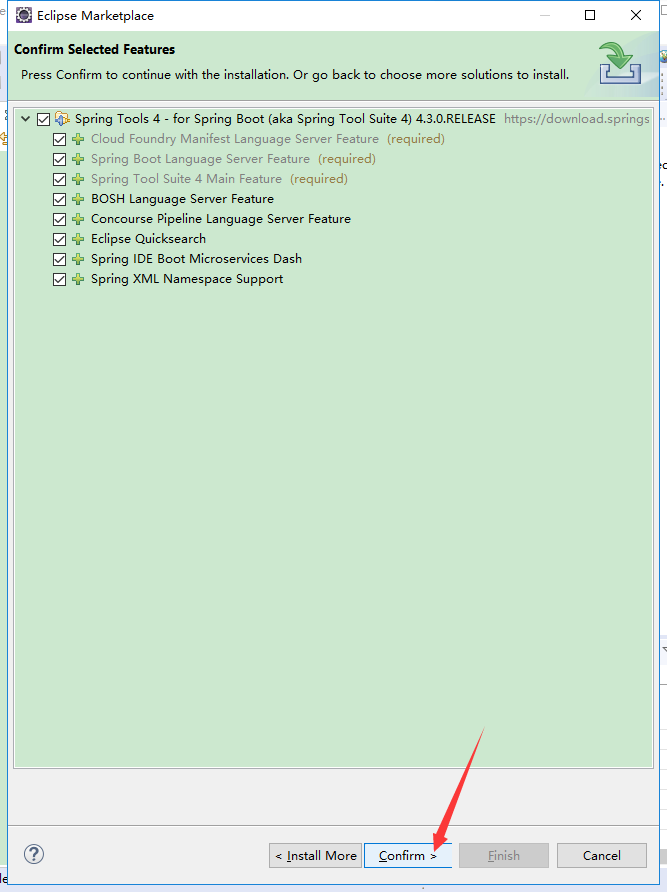 Eclipse Marketplace
Confirm Selected Features
Press Confirm to continue with the installation. Or go back to choose more solutions to install.
Spring Tools 4 - for Spring Boot (aka Spring Tool Suite 4) 4.3.0.RELEASE https://download.springs
Cloud Foundry Manifest Language Server Feature (required)
Spring Boot Language Server Feature (required)
Spring Tool Suite 4 Main Feature (required)
BOSH Language Server Feature
Concourse Pipeline Language Server Feature
Eclipse Quicksearch
Spring IDE Boot Microservices Dash
Spring XML Namespace Support
< Install More Confirm > Finish Cancel